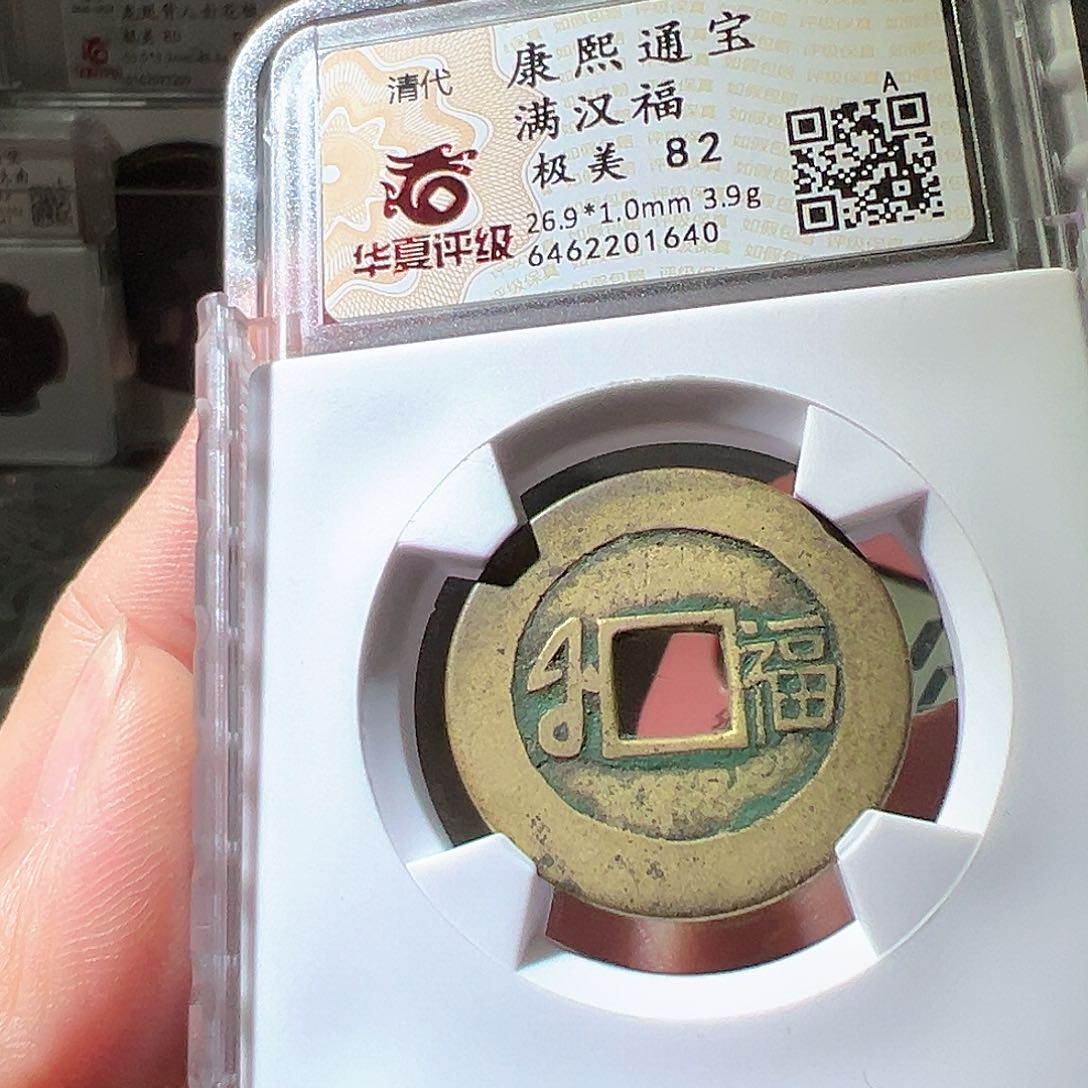 清代
康熙通宝
满汉福
极美 82
26.9*1.0mm 3.9g
6462201640
A
华夏评级
福